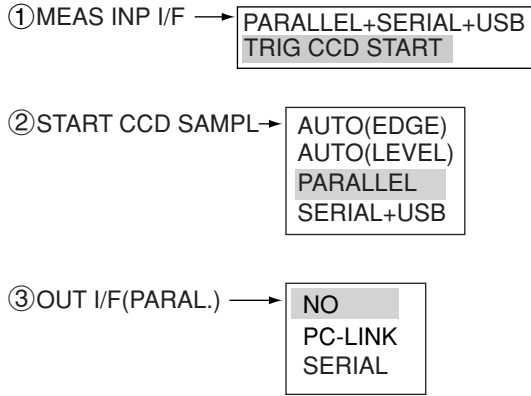 ①MEAS INP I/F PARALLEL+SERIAL+USB
TRIG CCD START
②START CCD SAMPL AUTO(EDGE)
AUTO(LEVEL)
PARALLEL
SERIAL+USB
③OUT I/F(PARAL.) NO
PC-LINK
SERIAL